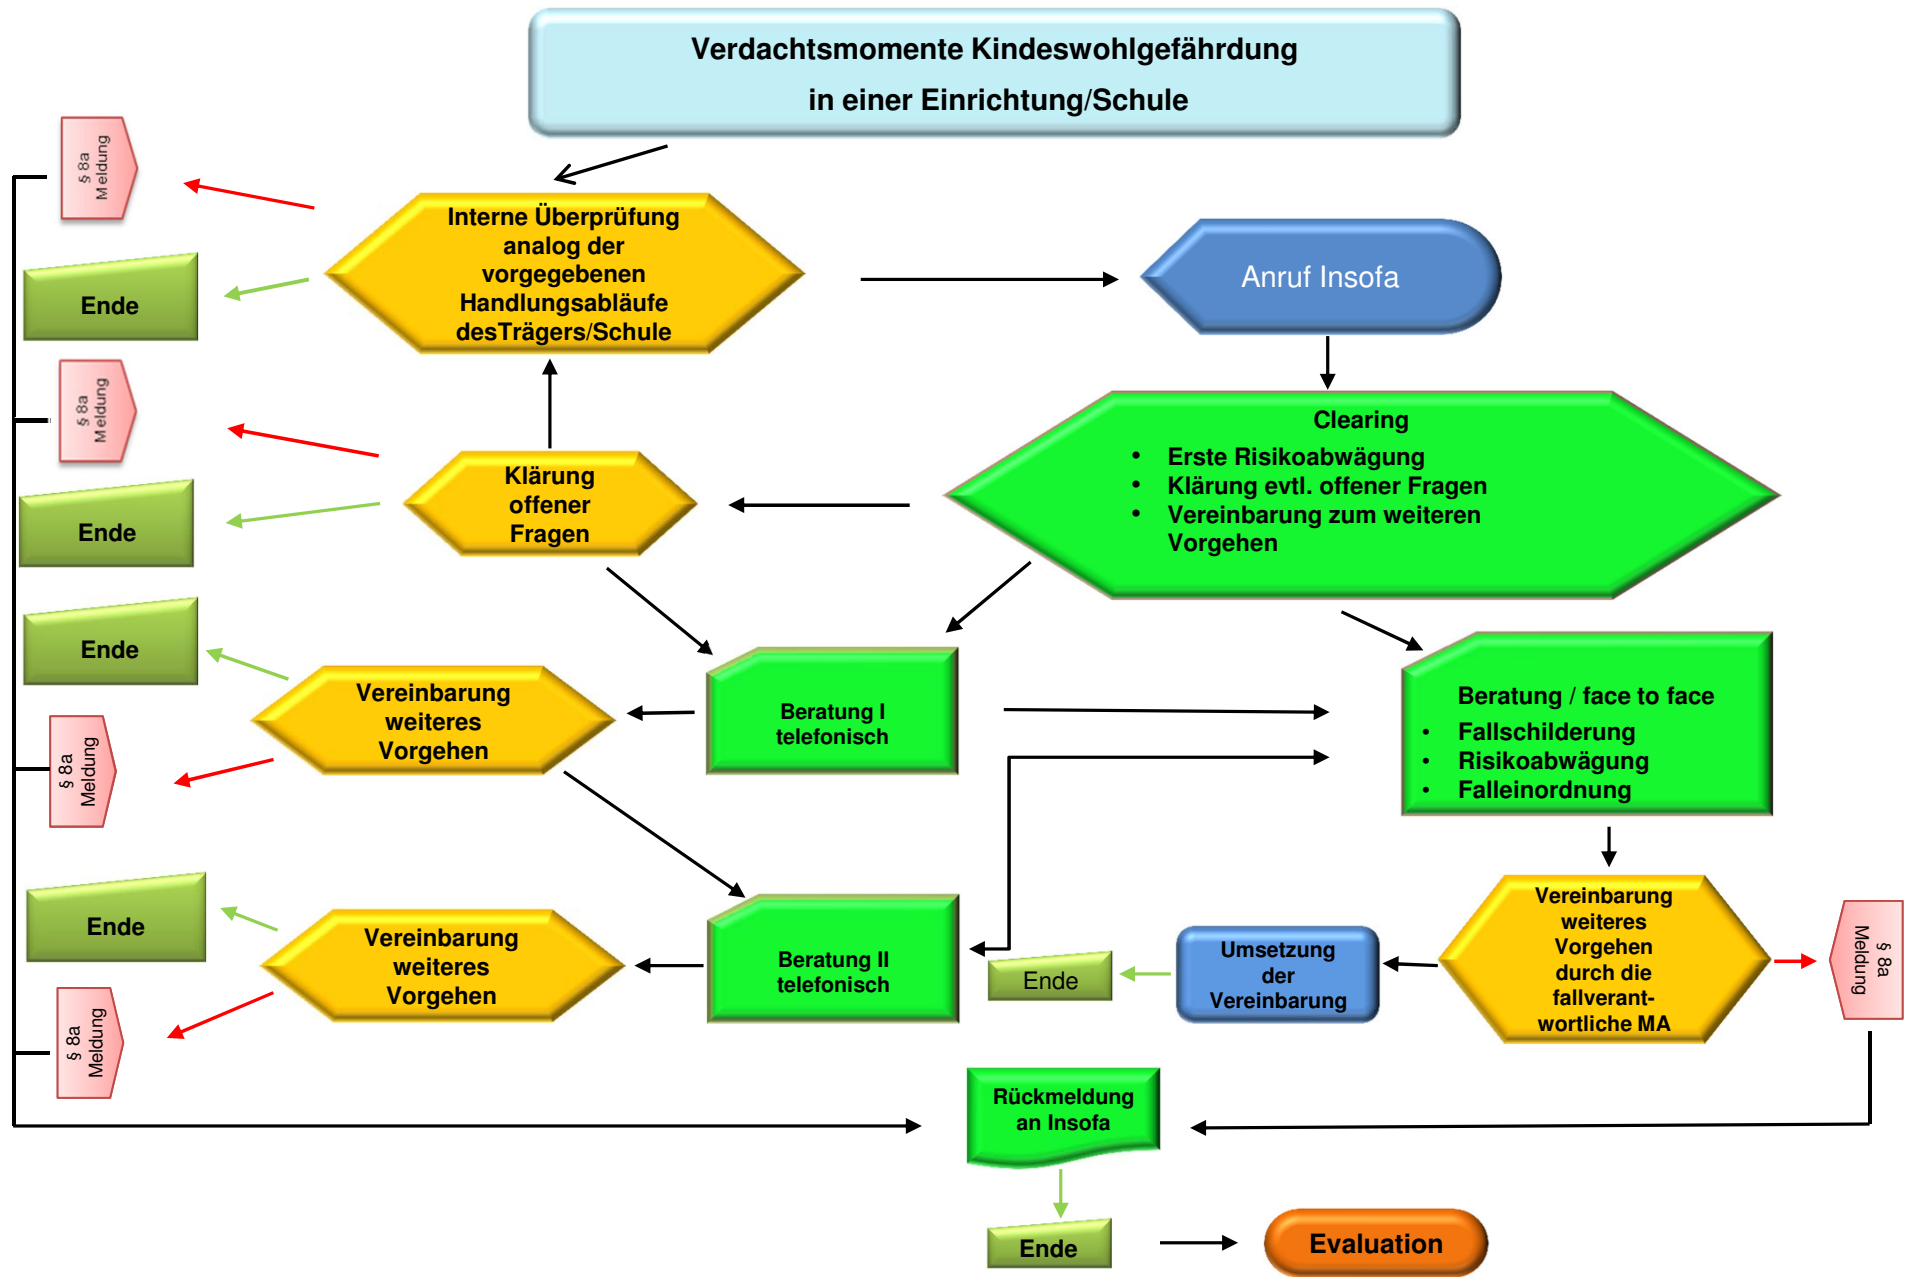 Verdachtsmomente Kindeswohlgefährdung
in einer Einrichtung/Schule
§ 8a
Meldung
Interne Überprüfung
analog der
vorgegebenen
Handlungsabläufe
desTrägers/Schule
Anruf Insofa
Ende
§ 8a
Meldung
Clearing
• Erste Risikoabwägung
• Klärung evtl. offener Fragen
• Vereinbarung zum weiteren
Vorgehen
Klärung
offener
Fragen
Ende
Ende
Vereinbarung
weiteres
Vorgehen
Beratung I
telefonisch
Beratung / face to face
• Fallschilderung
• Risikoabwägung
• Falleinordnung
§ 8a
Meldung
Ende
Vereinbarung
weiteres
Vorgehen
Beratung II
telefonisch
Ende
Umsetzung
der
Vereinbarung
Vereinbarung
weiteres
Vorgehen
durch die
fallverant-
wortliche MA
§ 8a
Meldung
§ 8a
Meldung
Rückmeldung
an Insofa
Ende
Evaluation